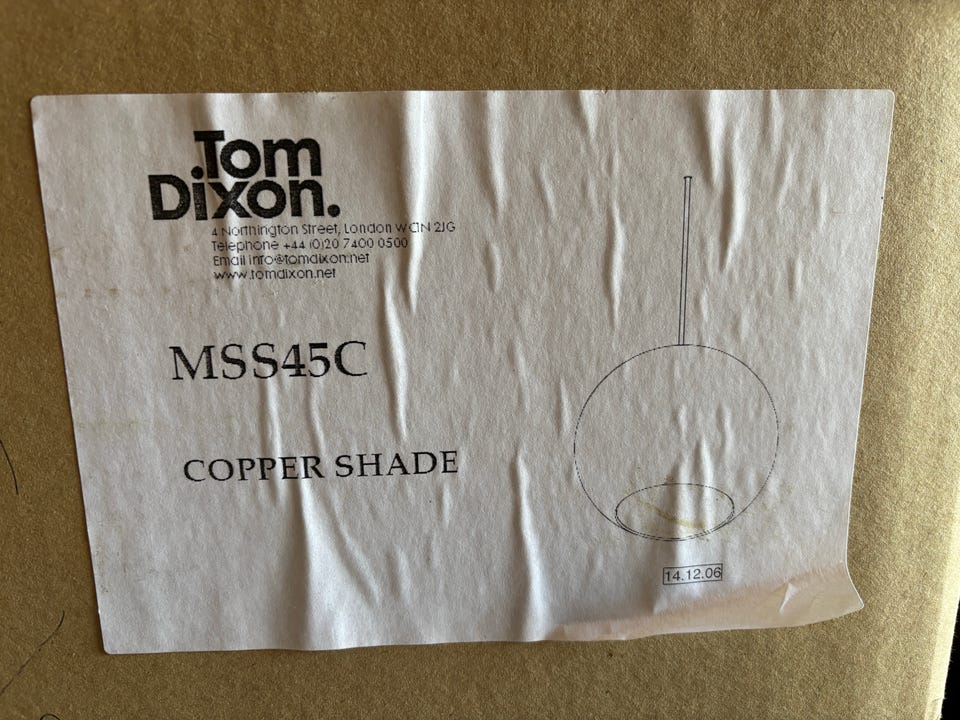 Tom
Dixon.
4 Northington Street, London WC1N 2JG
Telephone +44 (0)20 7400 0500
Email info@tomdixon.net
www.tomdixon.net
MSS45C
COPPER SHADE
14.12.06